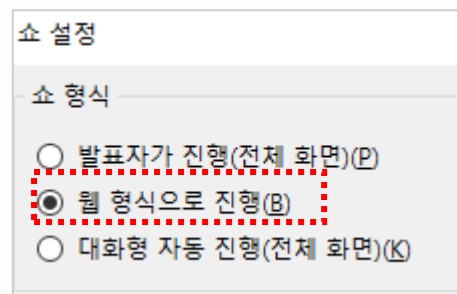 쇼 설정
쇼 형식
발표자가 진행(전체 화면)(P)
웹 형식으로 진행(B)
대화형 자동 진행(전체 화면)(K)